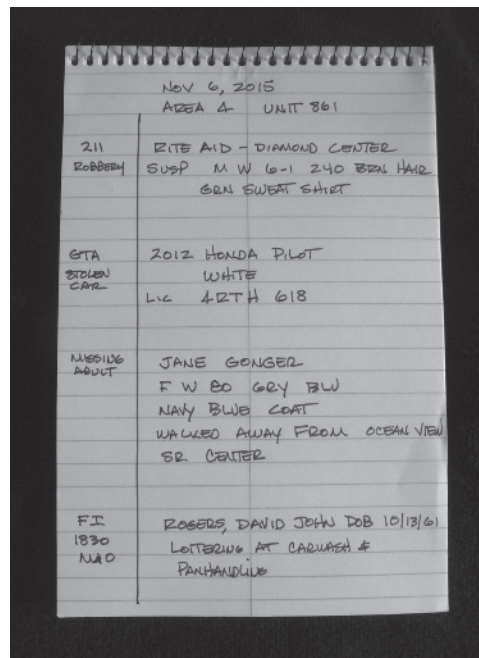 NOV 6, 2015
AREA 4 UNIT 861
211 RITE AID - DIAMOND CENTER
ROBBERY SUSP M W 6-1 240 BRN HAIR
GRN SWEAT SHIRT
GTA 2012 HONDA PILOT
STOLEN WHITE
CAR
LIC 4RTH 618
MISSING JANE GONGER
ADULT
F W 80 GRY BLU
NAVY BLUE COAT
WALKED AWAY FROM OCEAN VIEW
SR. CENTER
FI ROGERS, DAVID JOHN DOB 10/13/61
1830 LOITERING AT CARWASH &
PANHANDLING